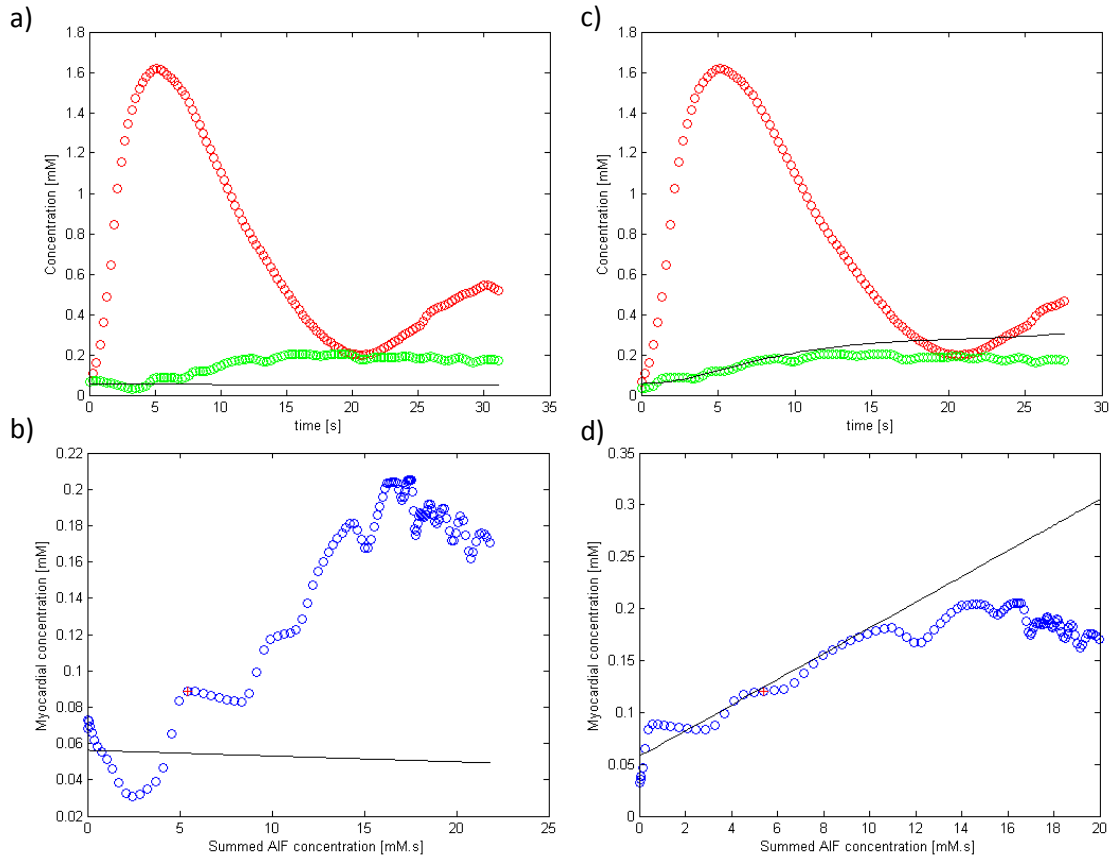 a)
1.8
1.6
1.4
1.2
1
0.8
0.6
0.4
0.2
0
Concentration [mM]
0 5 10 15 20 25 30 35
time [s]
c)
1.8
1.6
1.4
1.2
1
0.8
0.6
0.4
0.2
0
Concentration [mM]
0 5 10 15 20 25 30
time [s]
b)
0.22
0.2
0.18
0.16
0.14
0.12
0.1
0.08
0.06
0.04
0.02
Myocardial concentration [mM]
0 5 10 15 20 25
Summed AIF concentration [mM.s]
d)
0.35
0.3
0.25
0.2
0.15
0.1
0.05
0
Myocardial concentration [mM]
0 2 4 6 8 10 12 14 16 18 20
Summed AIF concentration [mM.s]